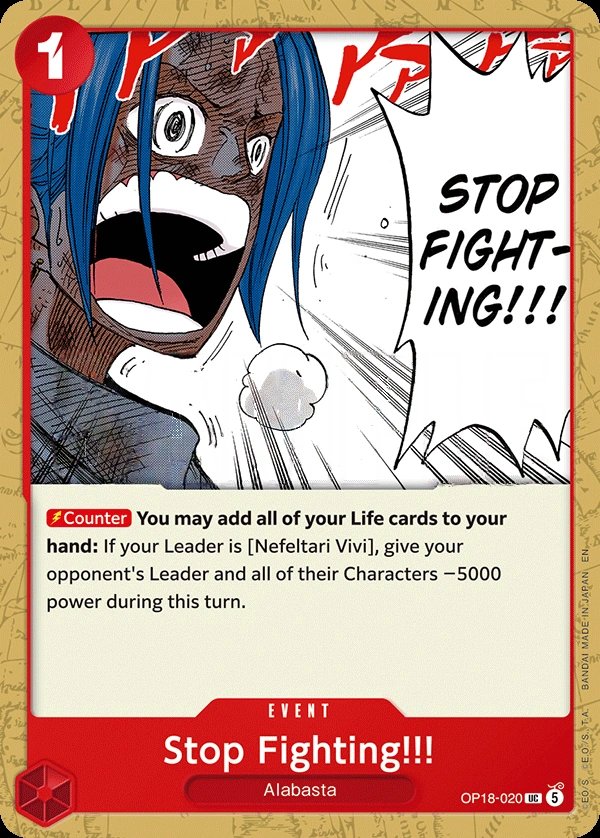 1
STOP
FIGHT-
ING!!!
Counter You may add all of your Life cards to your
hand: If your Leader is [Nefeltari Vivi], give your
opponent's Leader and all of their Characters −5000
power during this turn.
EVENT
Stop Fighting!!!
Alabasta
OP18-020 UC 5
BANDAI MADE IN JAPAN EN